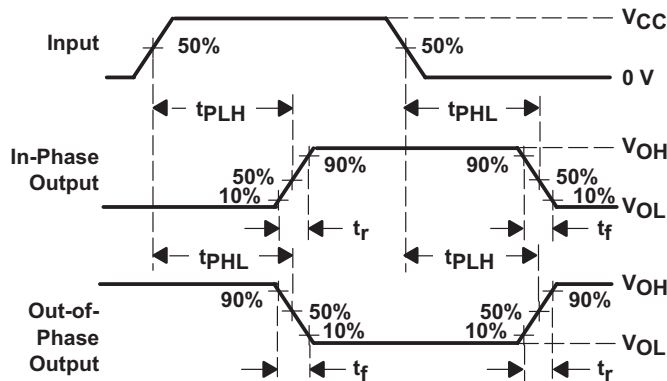 Input
50%
50%
VCC
0 V
tPLH
tPHL
In-Phase
Output
50%
10%
90%
90%
50%
10%
VOH
VOL
tr
tf
tPHL
tPLH
Out-of-
Phase
Output
90%
50%
10%
50%
10%
90%
VOH
VOL
tf
tr